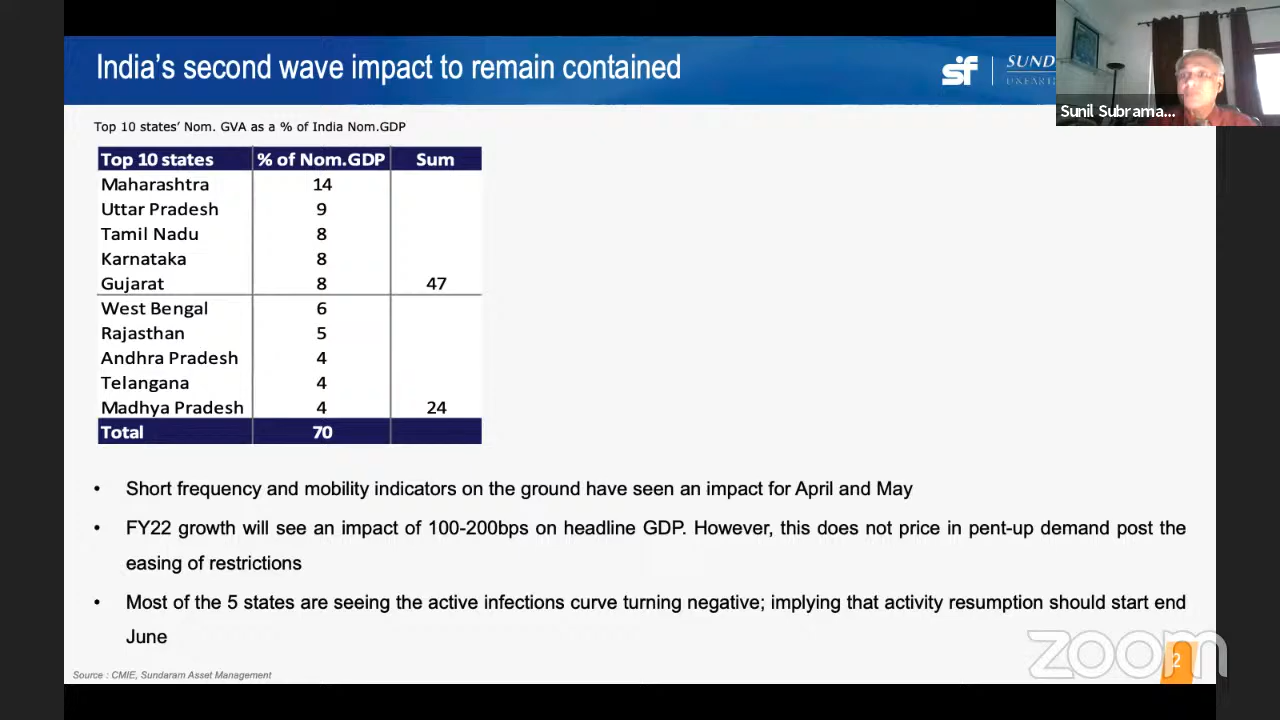 India's second wave impact to remain contained
sf
SUND
Sunil Subrama...
Top 10 states' Nom. GVA as a % of India Nom.GDP
Top 10 states % of Nom.GDP Sum
Maharashtra 14
Uttar Pradesh 9
Tamil Nadu 8
Karnataka 8
Gujarat 8 47
West Bengal 6
Rajasthan 5
Andhra Pradesh 4
Telangana 4
Madhya Pradesh 4 24
Total 70
• Short frequency and mobility indicators on the ground have seen an impact for April and May
• FY22 growth will see an impact of 100-200bps on headline GDP. However, this does not price in pent-up demand post the
easing of restrictions
• Most of the 5 states are seeing the active infections curve turning negative; implying that activity resumption should start end
June
zoom
2
Source : CMIE, Sundaram Asset Management